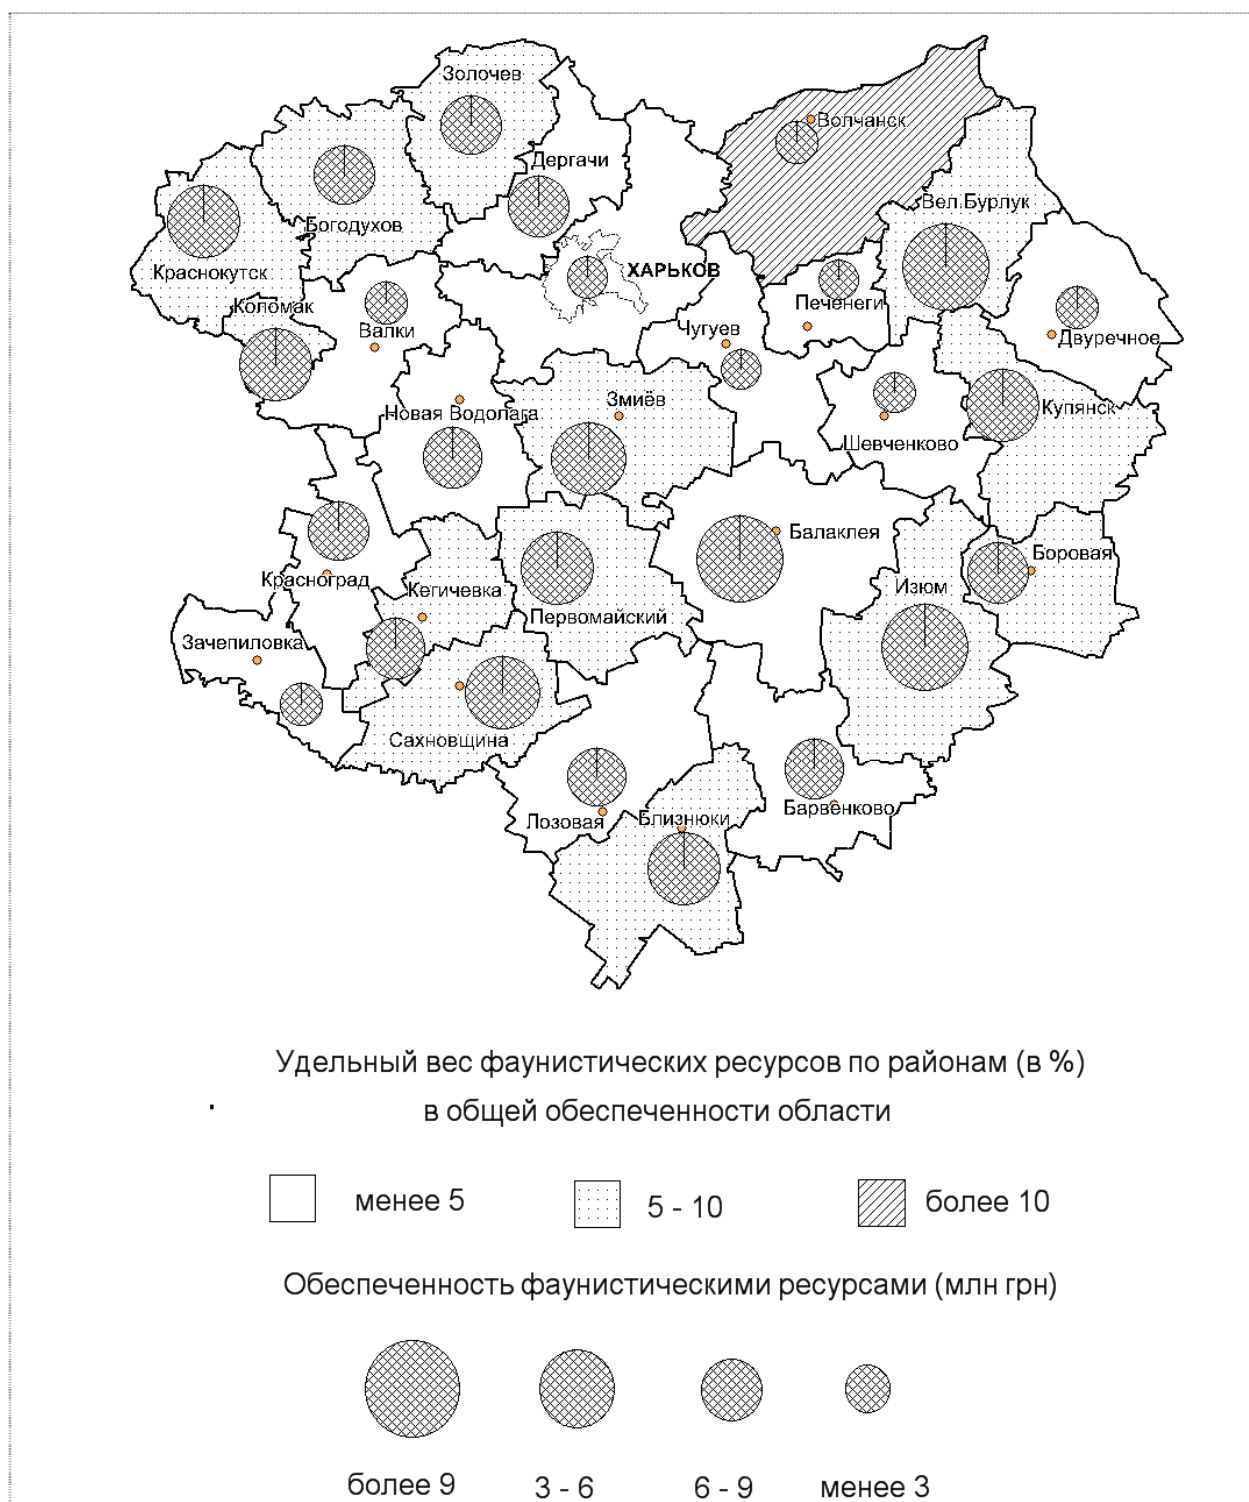 Золочев
Волчанск
Дергачи
Вел.Бурлук
Богодухов
Краснокутск
ХАРЬКОВ
Коломак
Печенеги
Валки
Чугуев
Двуречное
Новая Водолага
Змиёв
Купянск
Шевченково
Балаклея
Боровая
Красноград
Кегичевка
Изюм
Первомайский
Зачепиловка
Сахновщина
Барвенково
Лозовая
Близнюки
Удельный вес фаунистических ресурсов по районам (в %)
в общей обеспеченности области
менее 5
5 - 10
более 10
Обеспеченность фаунистическими ресурсами (млн грн)
более 9
3 - 6
6 - 9
менее 3